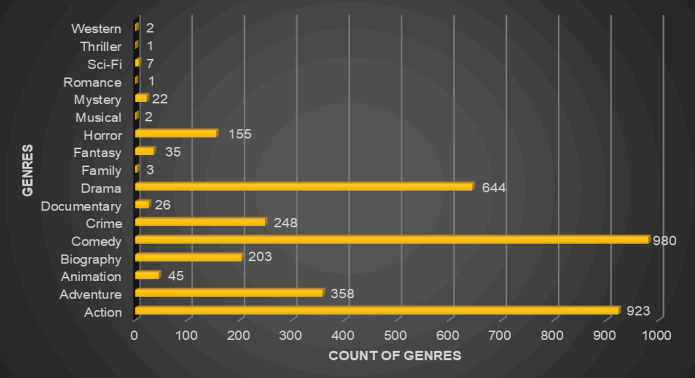 GENRES
Western 2
Thriller 1
Sci-Fi 7
Romance 1
Mystery 22
Musical 2
Horror 155
Fantasy 35
Family 3
Drama 644
Documentary 26
Crime 248
Comedy 980
Biography 203
Animation 45
Adventure 358
Action 923
0 100 200 300 400 500 600 700 800 900 1000
COUNT OF GENRES